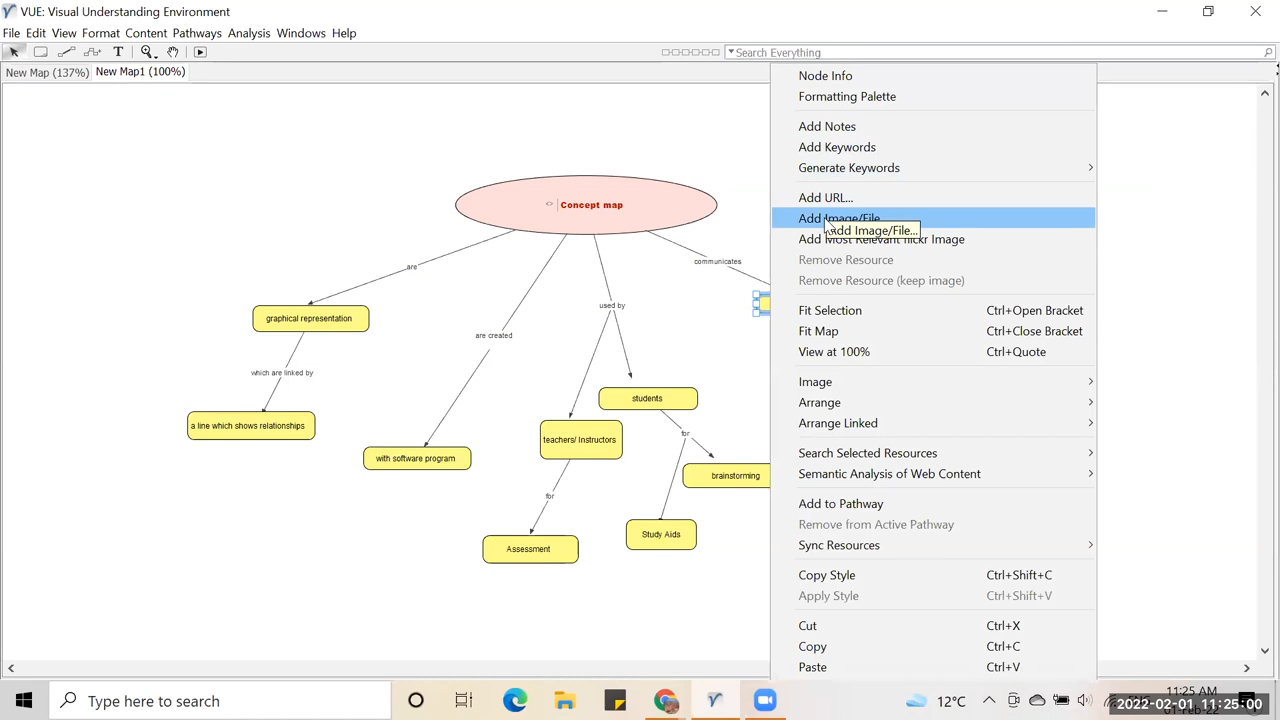 VUE: Visual Understanding Environment
File Edit View Format Content Pathways Analysis Windows Help
Search Everything
New Map (137%) New Map1 (100%)
Concept map
are
communicates
used by
are created
graphical representation
which are linked by
a line which shows relationships
with software program
students
teachers/ Instructors
for
brainstorming
for
Study Aids
Assessment
Node Info
Formatting Palette
Add Notes
Add Keywords
Generate Keywords
Add URL...
Add Image/File...
Add Image/File...
Add Most Relevant flickr Image
Remove Resource
Remove Resource (keep image)
Fit Selection Ctrl+Open Bracket
Fit Map Ctrl+Close Bracket
View at 100% Ctrl+Quote
Image
Arrange
Arrange Linked
Search Selected Resources
Semantic Analysis of Web Content
Add to Pathway
Remove from Active Pathway
Sync Resources
Copy Style Ctrl+Shift+C
Apply Style Ctrl+Shift+V
Cut Ctrl+X
Copy Ctrl+C
Paste Ctrl+V
Type here to search
12°C
11:25 AM
2022-02-01 11:25:00